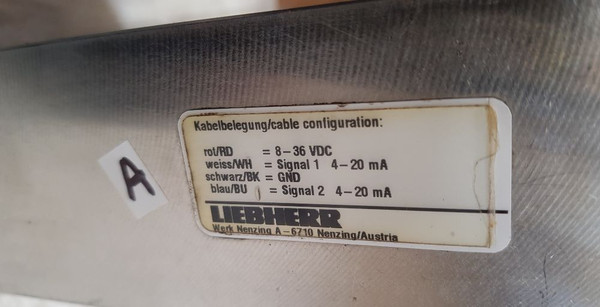 Kabelbelegung/cable configuration:
rot/RD = 8-36 VDC
weiss/WH = Signal 1 4-20 mA
schwarz/BK = GND
blau/BU = Signal 2 4-20 mA
LIEBHERR
Werk Nenzing A-6710 Nenzing/Austria
A